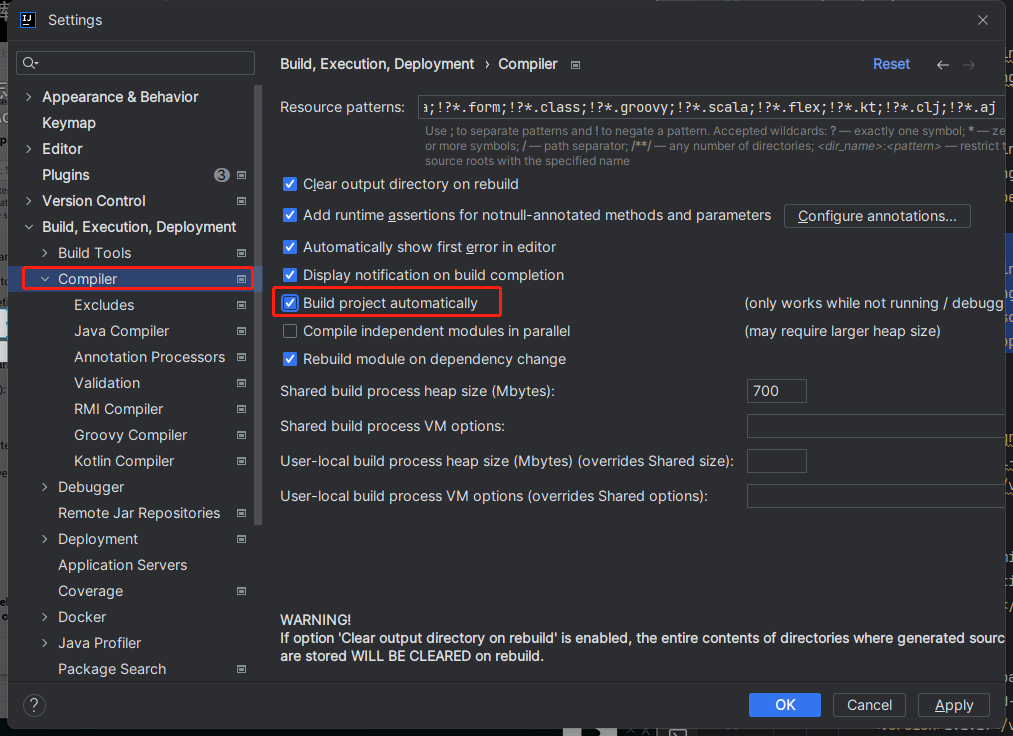 Settings
Build, Execution, Deployment › Compiler
Reset
Appearance & Behavior
Keymap
Editor
Plugins 3
Version Control
Build, Execution, Deployment
Build Tools
Compiler
Excludes
Java Compiler
Annotation Processors
Validation
RMI Compiler
Groovy Compiler
Kotlin Compiler
Debugger
Remote Jar Repositories
Deployment
Application Servers
Coverage
Docker
Java Profiler
Package Search
Resource patterns: a;!?*.form;!?*.class;!?*.groovy;!?*.scala;!?*.flex;!?*.kt;!?*.clj;!?*.aj
Use ; to separate patterns and ! to negate a pattern. Accepted wildcards: ? — exactly one symbol; * — ze
or more symbols; / — path separator; /**/ — any number of directories; <dir_name>:<pattern> — restrict t
source roots with the specified name
Clear output directory on rebuild
Add runtime assertions for notnull-annotated methods and parameters Configure annotations...
Automatically show first error in editor
Display notification on build completion
Build project automatically (only works while not running / debugg
Compile independent modules in parallel (may require larger heap size)
Rebuild module on dependency change
Shared build process heap size (Mbytes): 700
Shared build process VM options:
User-local build process heap size (Mbytes) (overrides Shared size):
User-local build process VM options (overrides Shared options):
WARNING!
If option 'Clear output directory on rebuild' is enabled, the entire contents of directories where generated sourc
are stored WILL BE CLEARED on rebuild.
?
OK Cancel Apply